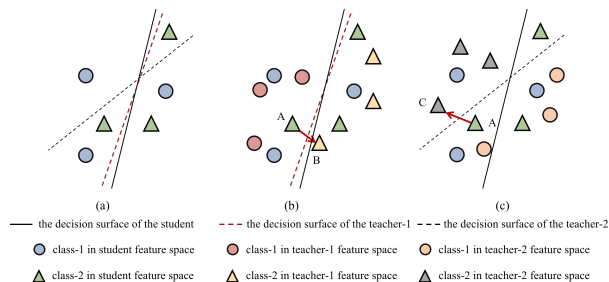 A
B
C
A
(a)
(b)
(c)
the decision surface of the student
the decision surface of the teacher-1
the decision surface of the teacher-2
class-1 in student feature space
class-1 in teacher-1 feature space
class-1 in teacher-2 feature space
class-2 in student feature space
class-2 in teacher-1 feature space
class-2 in teacher-2 feature space